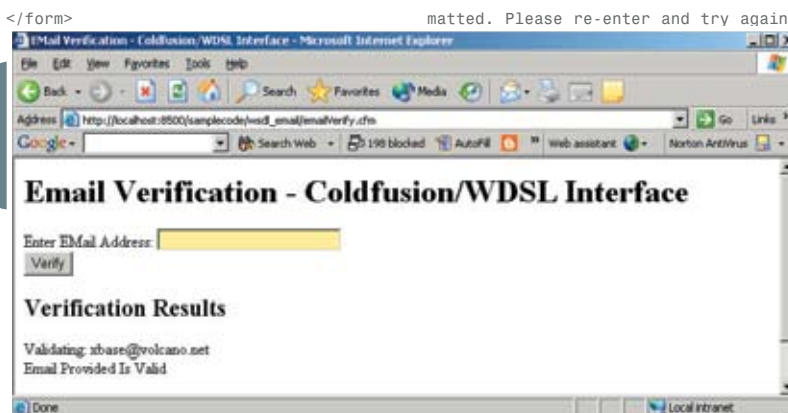 </form>
matted. Please re-enter and try again
EMail Verification - Coldfusion/WDSL Interface - Microsoft Internet Explorer
File Edit View Favorites Tools Help
Back Search Favorites Media
Address http://localhost:8500/samplecode/wsdl_email/emailVerify.cfm Go Links
Google Search Web 198 blocked AutoFill Web assistant Norton AntiVirus
Email Verification - Coldfusion/WDSL Interface
Enter EMail Address:
Verify
Verification Results
Validating: xbase@volcano.net
Email Provided Is Valid
Done Local intranet